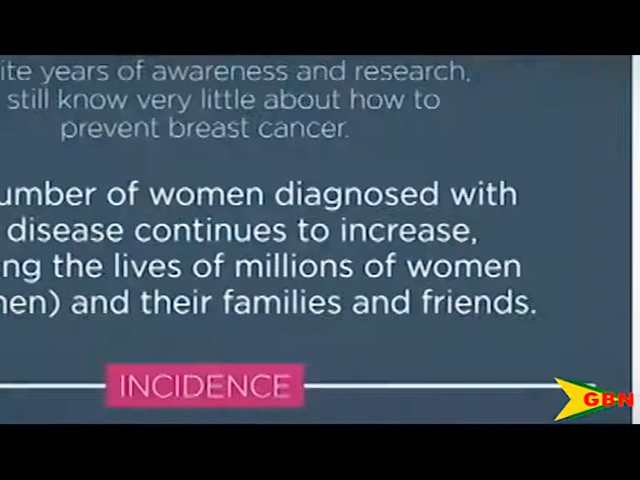 ite years of awareness and research,
still know very little about how to
prevent breast cancer.
umber of women diagnosed with
disease continues to increase,
ng the lives of millions of women
en) and their families and friends.
INCIDENCE
GBN